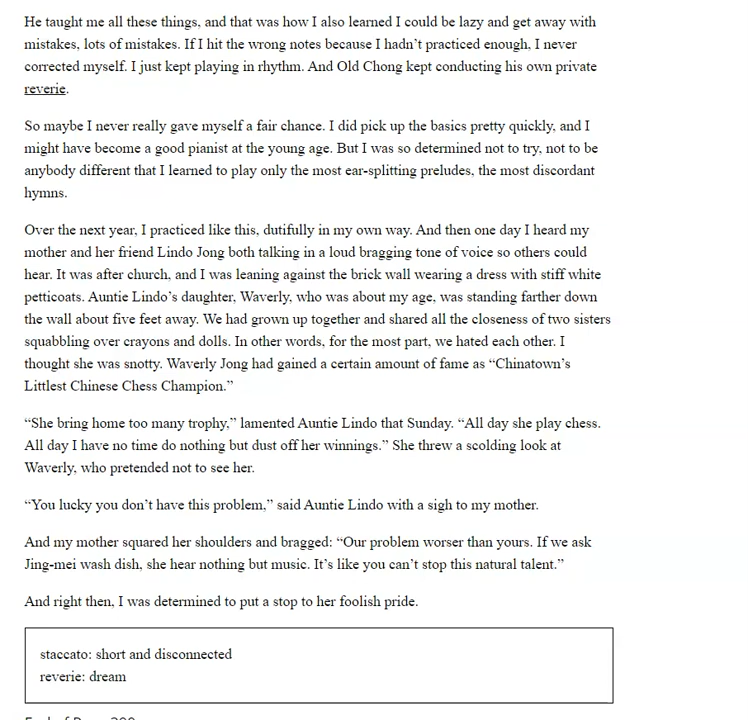 He taught me all these things, and that was how I also learned I could be lazy and get away with
mistakes, lots of mistakes. If I hit the wrong notes because I hadn’t practiced enough, I never
corrected myself. I just kept playing in rhythm. And Old Chong kept conducting his own private
reverie.
So maybe I never really gave myself a fair chance. I did pick up the basics pretty quickly, and I
might have become a good pianist at the young age. But I was so determined not to try, not to be
anybody different that I learned to play only the most ear-splitting preludes, the most discordant
hymns.
Over the next year, I practiced like this, dutifully in my own way. And then one day I heard my
mother and her friend Lindo Jong both talking in a loud bragging tone of voice so others could
hear. It was after church, and I was leaning against the brick wall wearing a dress with stiff white
petticoats. Auntie Lindo’s daughter, Waverly, who was about my age, was standing farther down
the wall about five feet away. We had grown up together and shared all the closeness of two sisters
squabbling over crayons and dolls. In other words, for the most part, we hated each other. I
thought she was snotty. Waverly Jong had gained a certain amount of fame as “Chinatown’s
Littlest Chinese Chess Champion.”
“She bring home too many trophy,” lamented Auntie Lindo that Sunday. “All day she play chess.
All day I have no time do nothing but dust off her winnings.” She threw a scolding look at
Waverly, who pretended not to see her.
“You lucky you don’t have this problem,” said Auntie Lindo with a sigh to my mother.
And my mother squared her shoulders and bragged: “Our problem worser than yours. If we ask
Jing-mei wash dish, she hear nothing but music. It’s like you can’t stop this natural talent.”
And right then, I was determined to put a stop to her foolish pride.
staccato: short and disconnected
reverie: dream